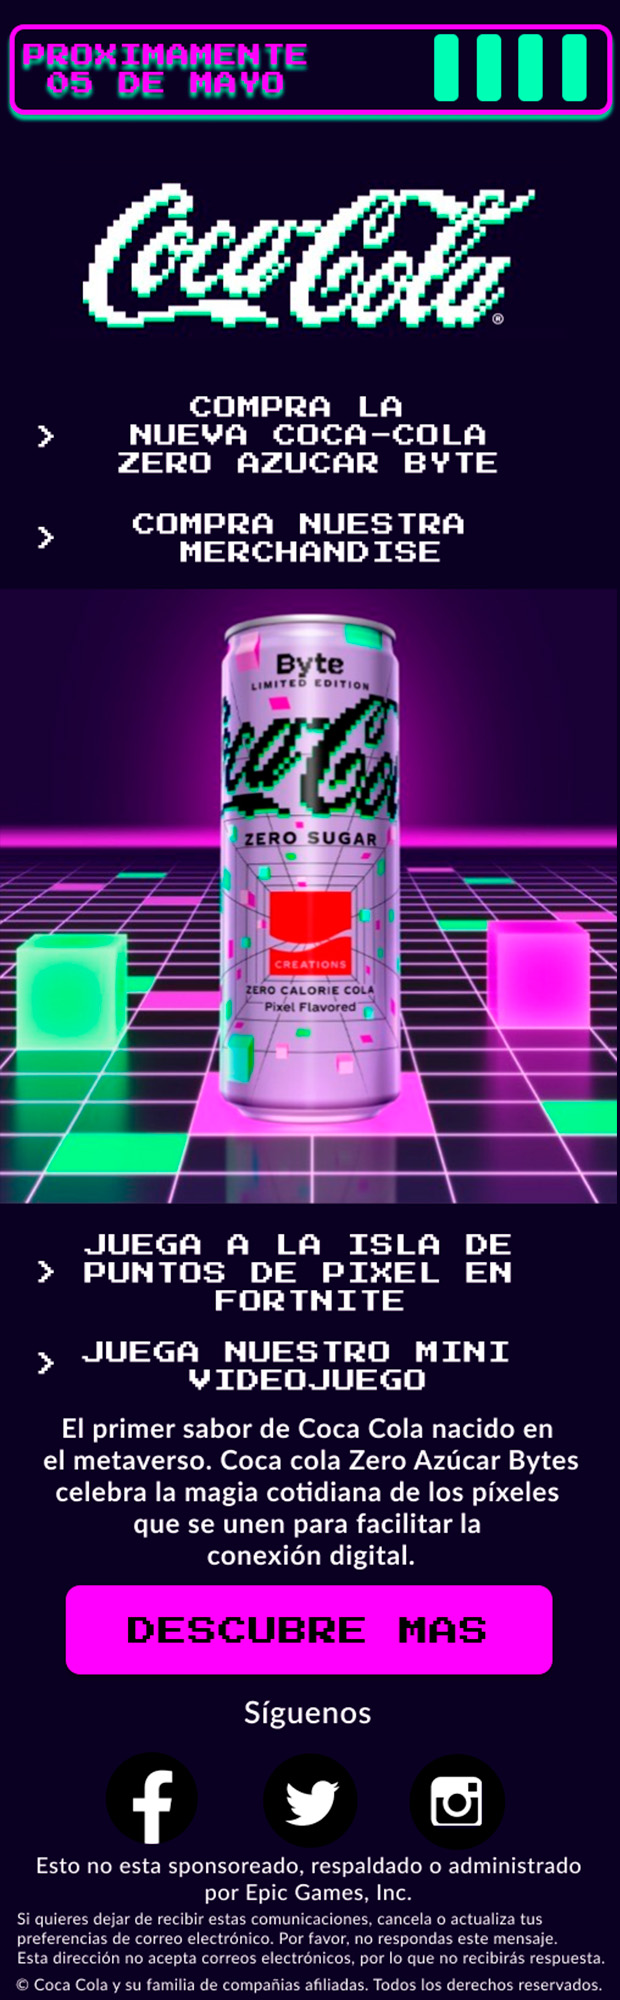 PROXIMAMENTE
05 DE MAYO
Coca Cola®
COMPRA LA
> NUEVA COCA-COLA
ZERO AZUCAR BYTE
> COMPRA NUESTRA
MERCHANDISE
Byte
LIMITED EDITION
Coca Col
ZERO SUGAR
CREATIONS
ZERO CALORIE COLA
Pixel Flavored
JUEGA A LA ISLA DE
> PUNTOS DE PIXEL EN
FORTNITE
> JUEGA NUESTRO MINI
VIDEOJUEGO
El primer sabor de Coca Cola nacido en
el metaverso. Coca cola Zero Azúcar Bytes
celebra la magia cotidiana de los píxeles
que se unen para facilitar la
conexión digital.
DESCUBRE MAS
Síguenos
Esto no esta sponsoreado, respaldado o administrado
por Epic Games, Inc.
Si quieres dejar de recibir estas comunicaciones, cancela o actualiza tus
preferencias de correo electrónico. Por favor, no respondas este mensaje.
Esta dirección no acepta correos electrónicos, por lo que no recibirás respuesta.
© Coca Cola y su familia de compañias afiliadas. Todos los derechos reservados.